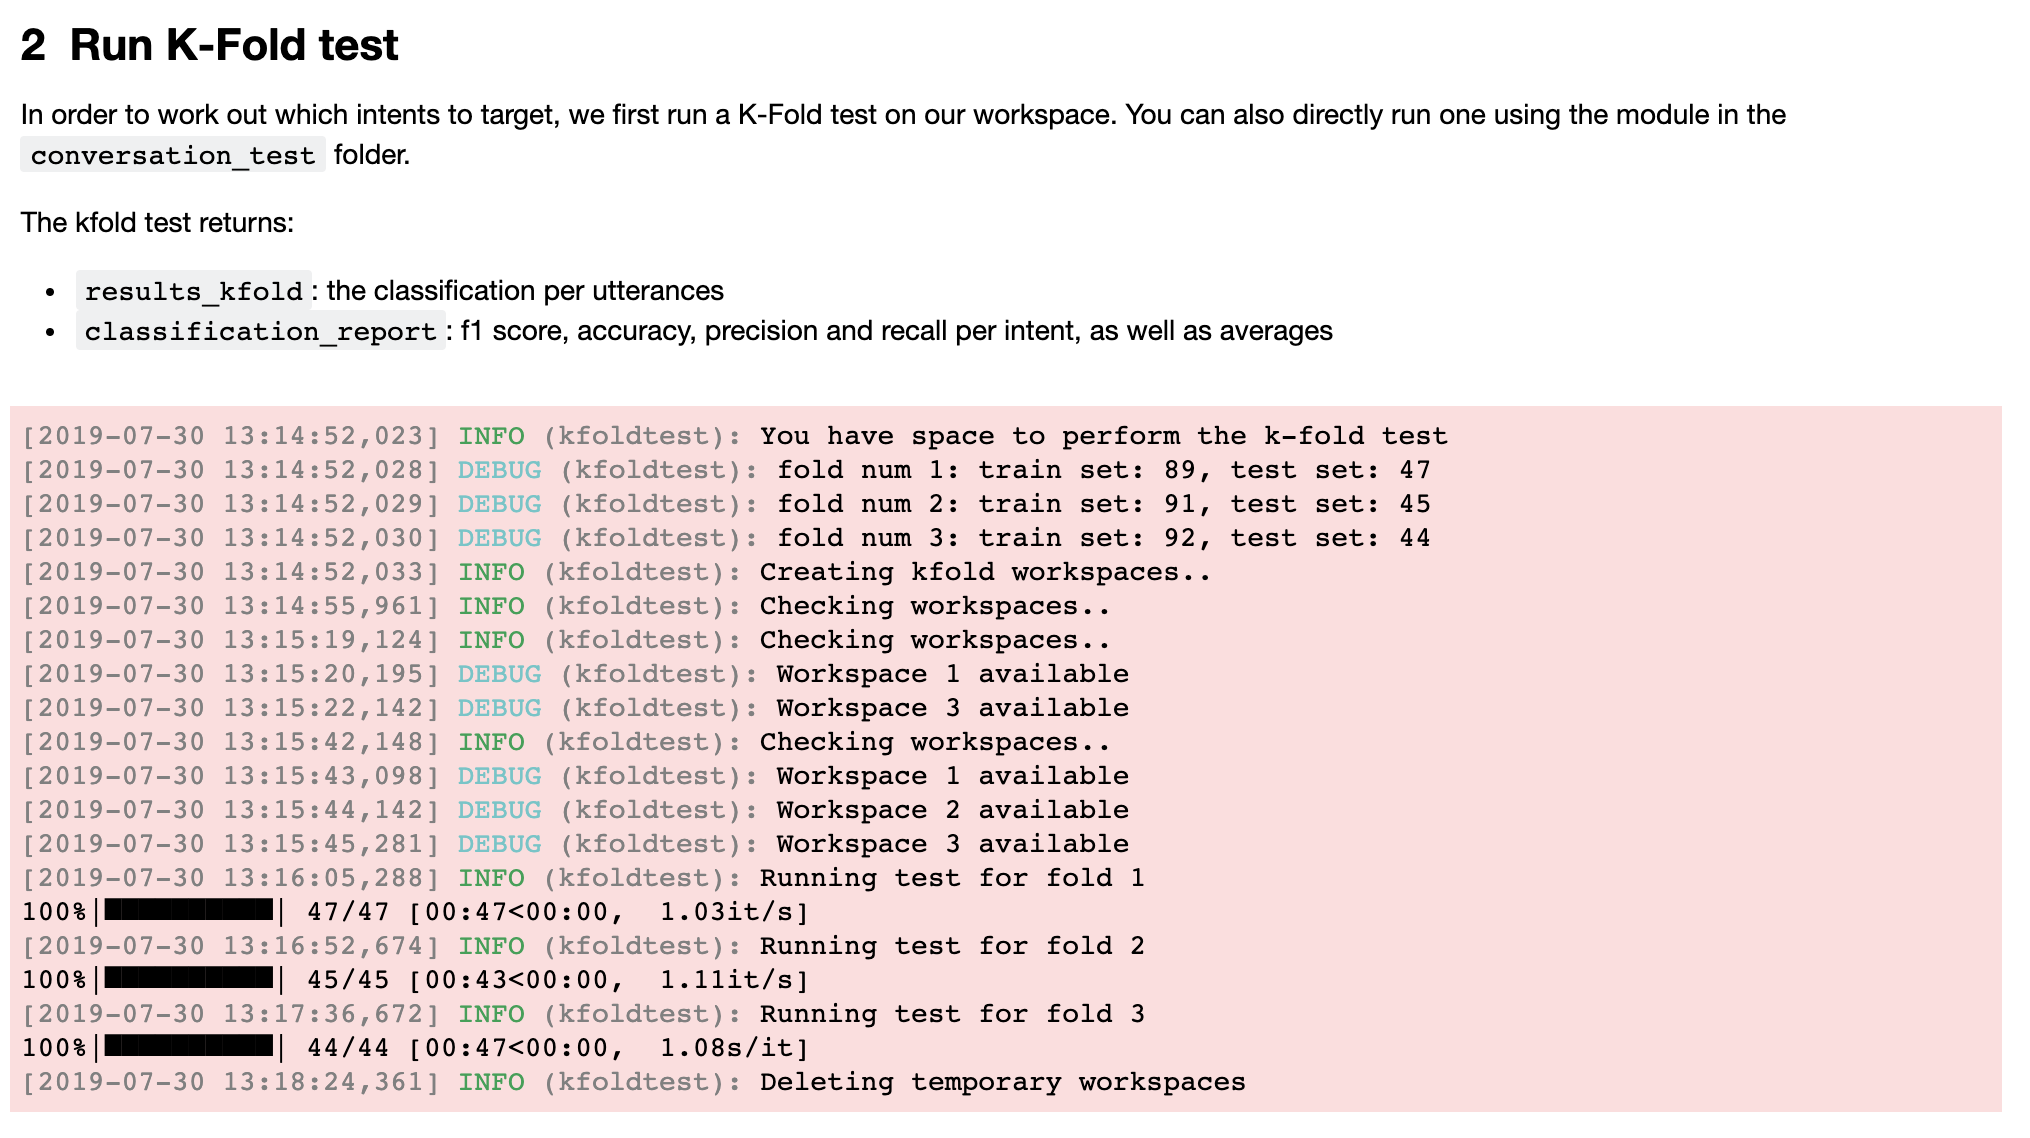 2 Run K-Fold test
In order to work out which intents to target, we first run a K-Fold test on our workspace. You can also directly run one using the module in the
conversation_test folder.
The kfold test returns:
• results_kfold : the classification per utterances
• classification_report : f1 score, accuracy, precision and recall per intent, as well as averages
[2019-07-30 13:14:52,023] INFO (kfoldtest): You have space to perform the k-fold test
[2019-07-30 13:14:52,028] DEBUG (kfoldtest): fold num 1: train set: 89, test set: 47
[2019-07-30 13:14:52,029] DEBUG (kfoldtest): fold num 2: train set: 91, test set: 45
[2019-07-30 13:14:52,030] DEBUG (kfoldtest): fold num 3: train set: 92, test set: 44
[2019-07-30 13:14:52,033] INFO (kfoldtest): Creating kfold workspaces..
[2019-07-30 13:14:55,961] INFO (kfoldtest): Checking workspaces..
[2019-07-30 13:15:19,124] INFO (kfoldtest): Checking workspaces..
[2019-07-30 13:15:20,195] DEBUG (kfoldtest): Workspace 1 available
[2019-07-30 13:15:22,142] DEBUG (kfoldtest): Workspace 3 available
[2019-07-30 13:15:42,148] INFO (kfoldtest): Checking workspaces..
[2019-07-30 13:15:43,098] DEBUG (kfoldtest): Workspace 1 available
[2019-07-30 13:15:44,142] DEBUG (kfoldtest): Workspace 2 available
[2019-07-30 13:15:45,281] DEBUG (kfoldtest): Workspace 3 available
[2019-07-30 13:16:05,288] INFO (kfoldtest): Running test for fold 1
100%|██████████| 47/47 [00:47<00:00,  1.03it/s]
[2019-07-30 13:16:52,674] INFO (kfoldtest): Running test for fold 2
100%|██████████| 45/45 [00:43<00:00,  1.11it/s]
[2019-07-30 13:17:36,672] INFO (kfoldtest): Running test for fold 3
100%|██████████| 44/44 [00:47<00:00,  1.08s/it]
[2019-07-30 13:18:24,361] INFO (kfoldtest): Deleting temporary workspaces